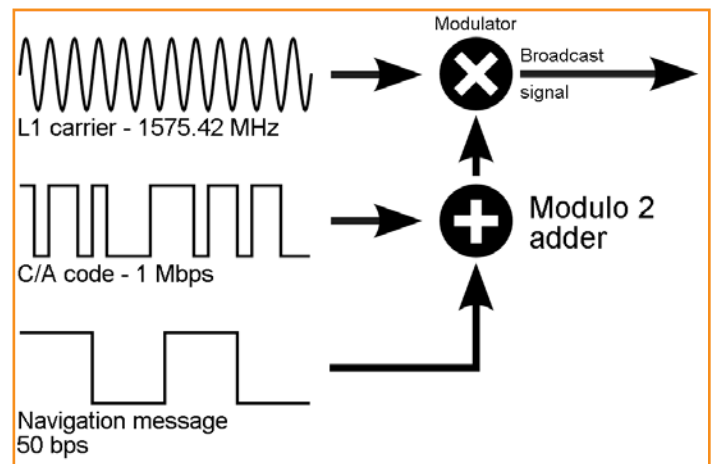 Modulator
Broadcast
signal
L1 carrier - 1575.42 MHz
Modulo 2
adder
C/A code - 1 Mbps
Navigation message
50 bps